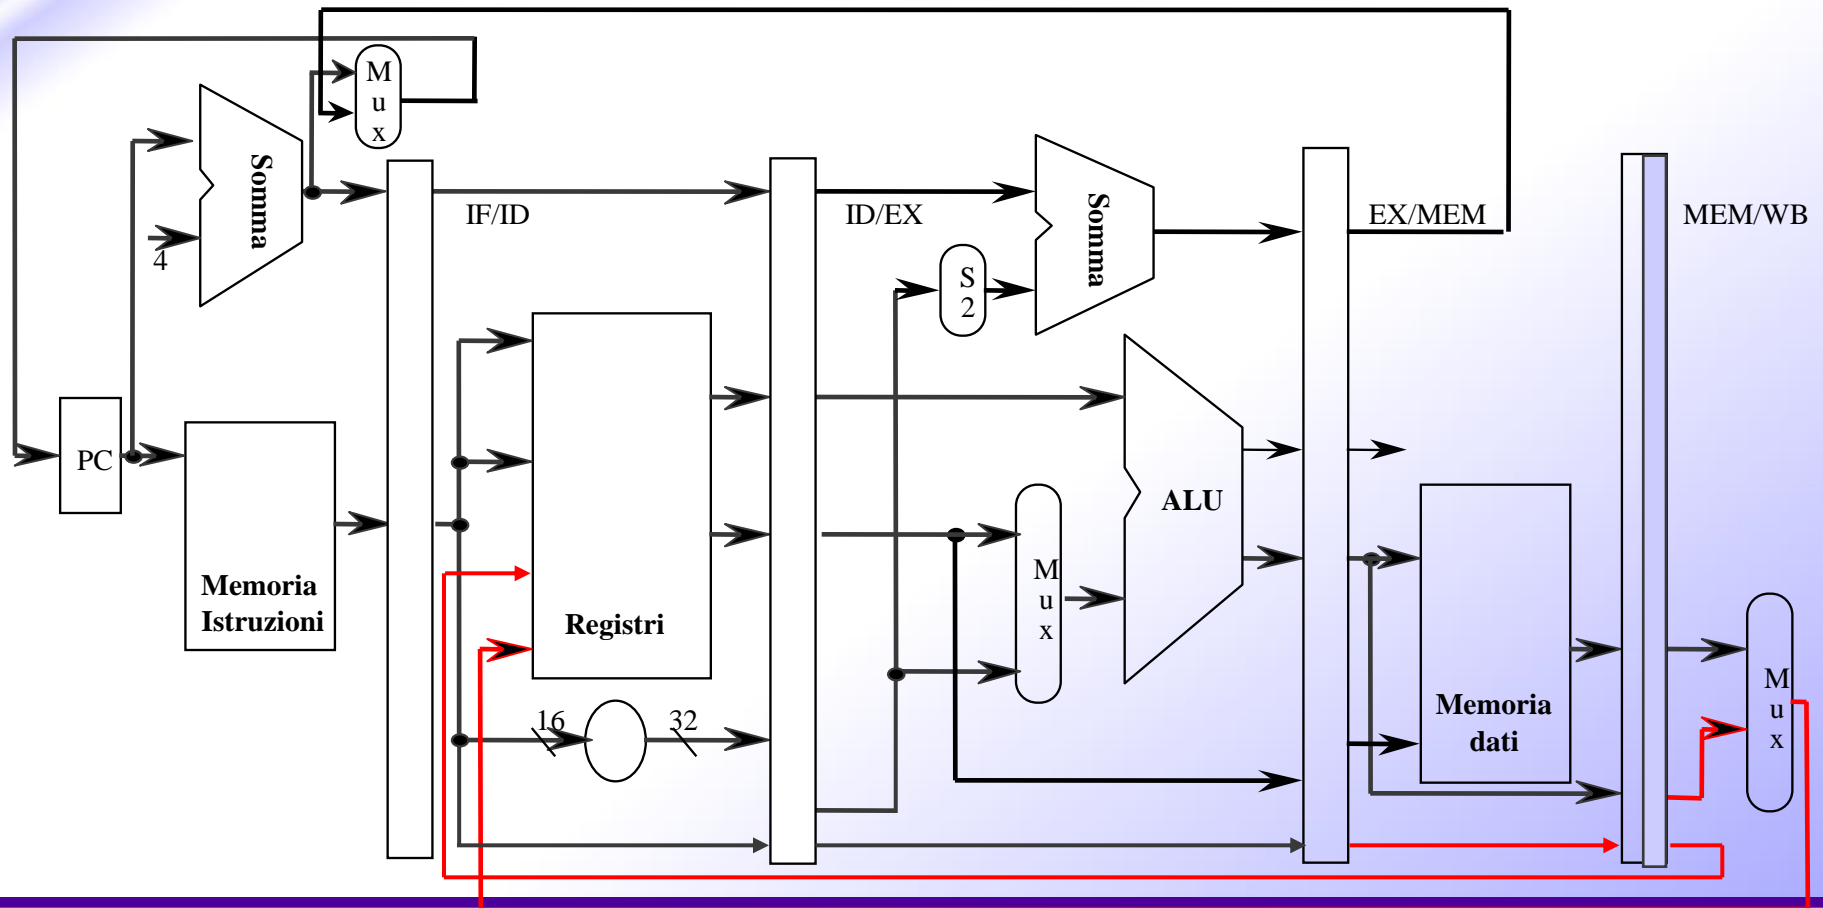 M
u
x
Somma
4
IF/ID
ID/EX
Somma
EX/MEM
MEM/WB
S
2
PC
Memoria
Istruzioni
Registri
16
32
M
u
x
ALU
Memoria
dati
M
u
x